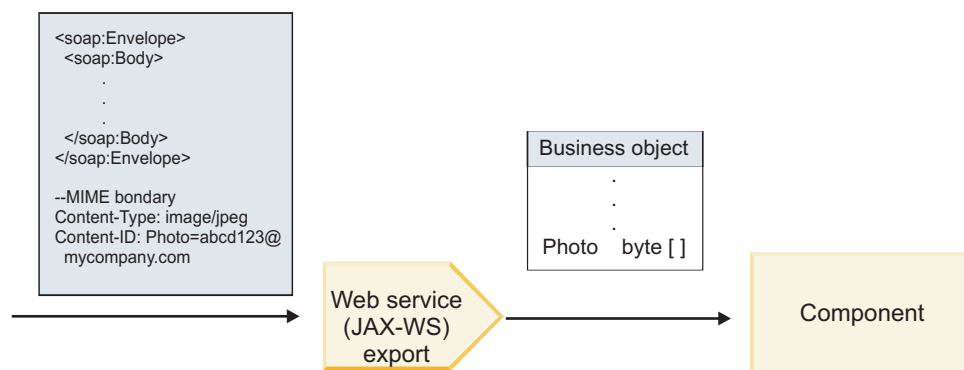 <soap:Envelope>
<soap:Body>
.
.
.
</soap:Body>
</soap:Envelope>
--MIME bondary
Content-Type: image/jpeg
Content-ID: Photo=abcd123@
mycompany.com
Business object
.
.
.
Photo byte [ ]
Web service
(JAX-WS)
export
Component